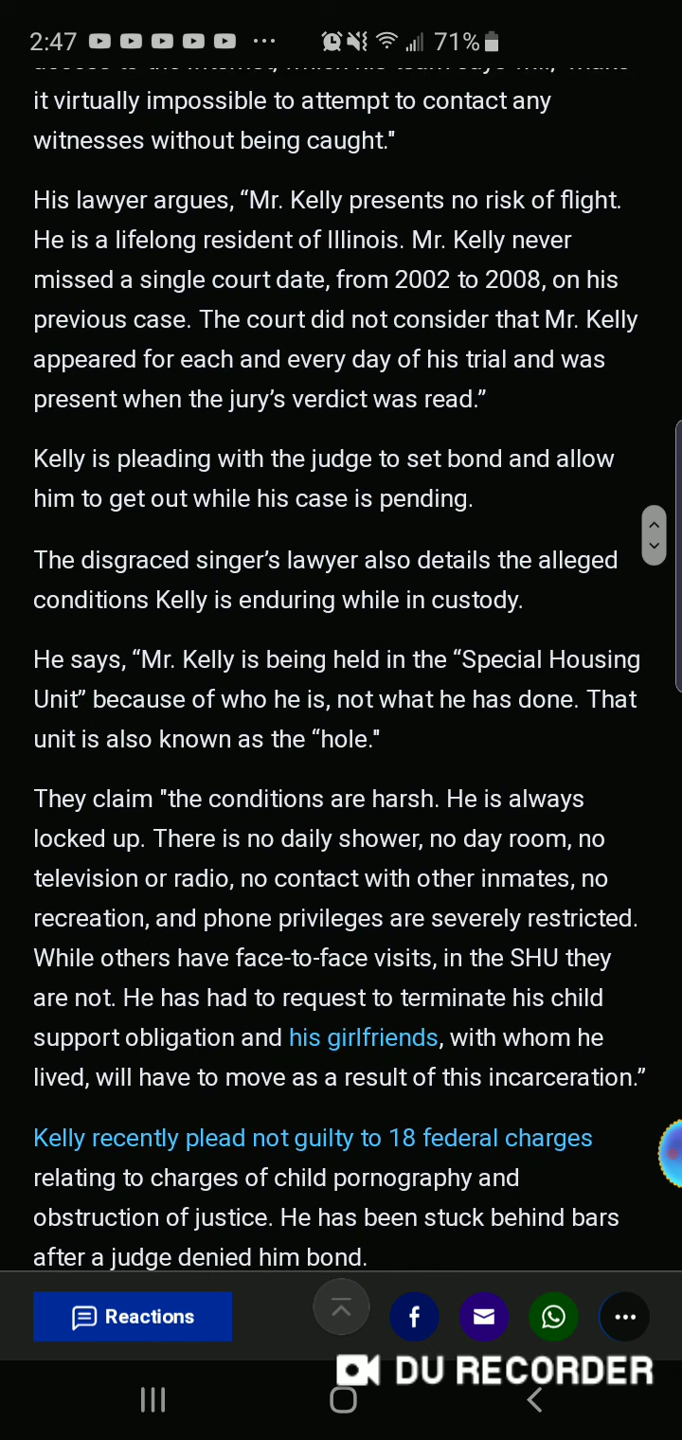 2:47 71%
it virtually impossible to attempt to contact any
witnesses without being caught."
His lawyer argues, “Mr. Kelly presents no risk of flight.
He is a lifelong resident of Illinois. Mr. Kelly never
missed a single court date, from 2002 to 2008, on his
previous case. The court did not consider that Mr. Kelly
appeared for each and every day of his trial and was
present when the jury’s verdict was read.”
Kelly is pleading with the judge to set bond and allow
him to get out while his case is pending.
The disgraced singer’s lawyer also details the alleged
conditions Kelly is enduring while in custody.
He says, “Mr. Kelly is being held in the “Special Housing
Unit” because of who he is, not what he has done. That
unit is also known as the “hole."
They claim "the conditions are harsh. He is always
locked up. There is no daily shower, no day room, no
television or radio, no contact with other inmates, no
recreation, and phone privileges are severely restricted.
While others have face-to-face visits, in the SHU they
are not. He has had to request to terminate his child
support obligation and his girlfriends, with whom he
lived, will have to move as a result of this incarceration.”
Kelly recently plead not guilty to 18 federal charges
relating to charges of child pornography and
obstruction of justice. He has been stuck behind bars
after a judge denied him bond.
Reactions
DU RECORDER